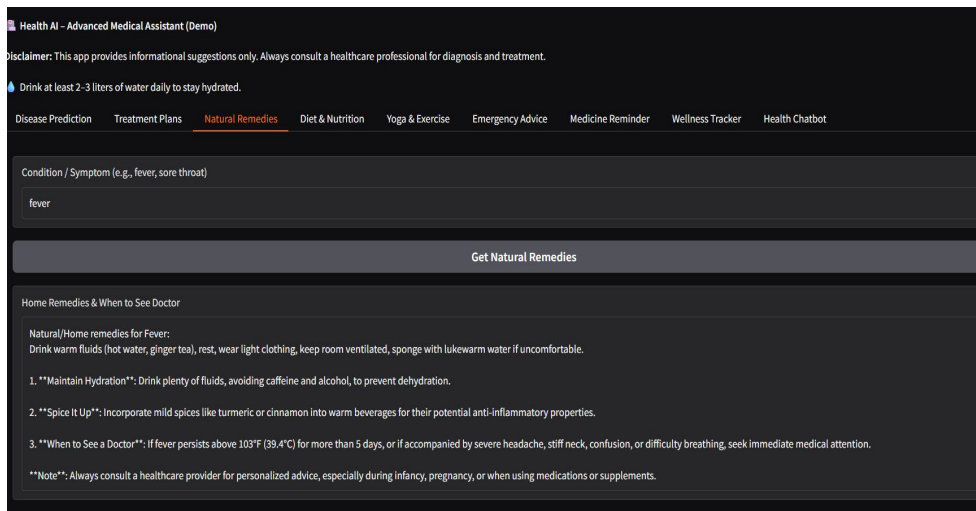 Health AI – Advanced Medical Assistant (Demo)
Disclaimer: This app provides informational suggestions only. Always consult a healthcare professional for diagnosis and treatment.
Drink at least 2–3 liters of water daily to stay hydrated.
Disease Prediction Treatment Plans Natural Remedies Diet & Nutrition Yoga & Exercise Emergency Advice Medicine Reminder Wellness Tracker Health Chatbot
Condition / Symptom (e.g., fever, sore throat)
fever
Get Natural Remedies
Home Remedies & When to See Doctor
Natural/Home remedies for Fever:
Drink warm fluids (hot water, ginger tea), rest, wear light clothing, keep room ventilated, sponge with lukewarm water if uncomfortable.
1. **Maintain Hydration**: Drink plenty of fluids, avoiding caffeine and alcohol, to prevent dehydration.
2. **Spice It Up**: Incorporate mild spices like turmeric or cinnamon into warm beverages for their potential anti-inflammatory properties.
3. **When to See a Doctor**: If fever persists above 103°F (39.4°C) for more than 5 days, or if accompanied by severe headache, stiff neck, confusion, or difficulty breathing, seek immediate medical attention.
**Note**: Always consult a healthcare provider for personalized advice, especially during infancy, pregnancy, or when using medications or supplements.